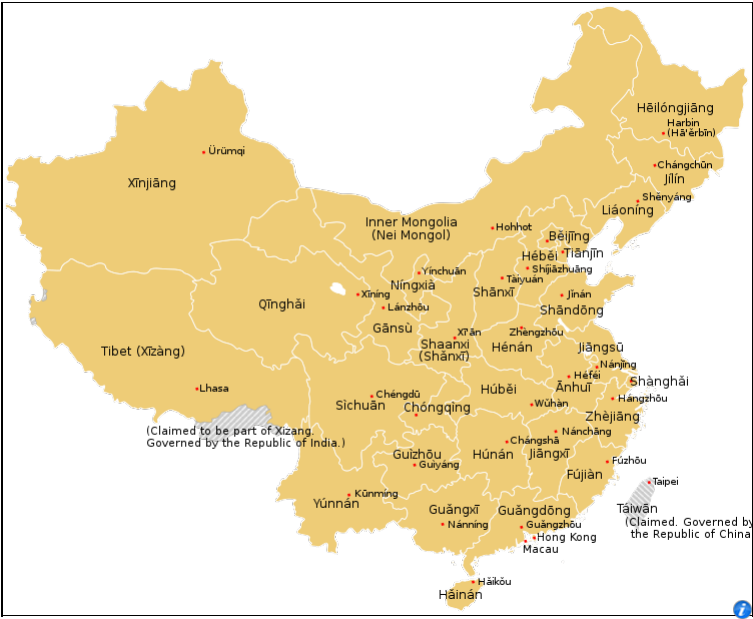 Hēilóngjiāng
Harbin
(Hā'ěrbīn)
Chángchūn
Jílín
Shěnyáng
Liáoníng
Ürümqi
Xīnjiāng
Inner Mongolia
(Nei Mongol)
Hohhot
Běijīng
Tiānjīn
Héběi
Shíjiāzhuāng
Yínchuān
Níngxià
Tàiyuán
Shānxī
Jínán
Shāndōng
Xīníng
Qīnghǎi
Lánzhōu
Gānsù
Xī'ān
Shaanxi
(Shǎnxī)
Zhèngzhōu
Hénán
Jiāngsū
Nánjīng
Tibet (Xīzàng)
Lhasa
Héféi
Ānhuī
Shànghǎi
Chéngdū
Sìchuān
Chóngqìng
Húběi
Wǔhàn
Hángzhōu
Zhèjiāng
(Claimed to be part of Xizang.
Governed by the Republic of India.)
Chángshā
Húnán
Nánchāng
Jiāngxī
Guìzhōu
Guìyáng
Fúzhōu
Fújiàn
Kūnmíng
Yúnnán
Guǎngxī
Nánníng
Guǎngdōng
Guǎngzhōu
Hong Kong
Macau
Taipei
Táiwān
(Claimed. Governed by
the Republic of China
Hǎikǒu
Hǎinán
i